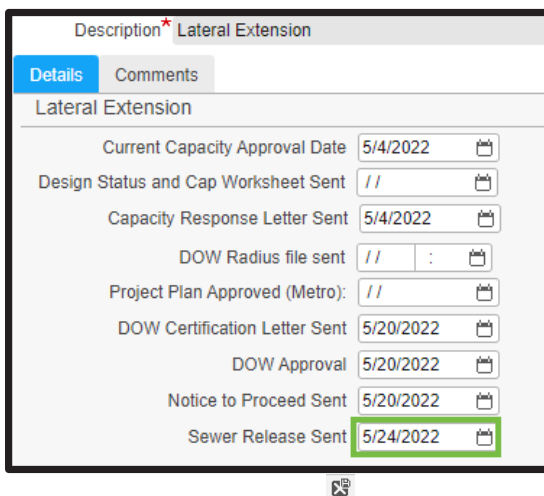 Description* Lateral Extension
Details Comments
Lateral Extension
Current Capacity Approval Date 5/4/2022
Design Status and Cap Worksheet Sent / /
Capacity Response Letter Sent 5/4/2022
DOW Radius file sent / / :
Project Plan Approved (Metro): / /
DOW Certification Letter Sent 5/20/2022
DOW Approval 5/20/2022
Notice to Proceed Sent 5/20/2022
Sewer Release Sent 5/24/2022